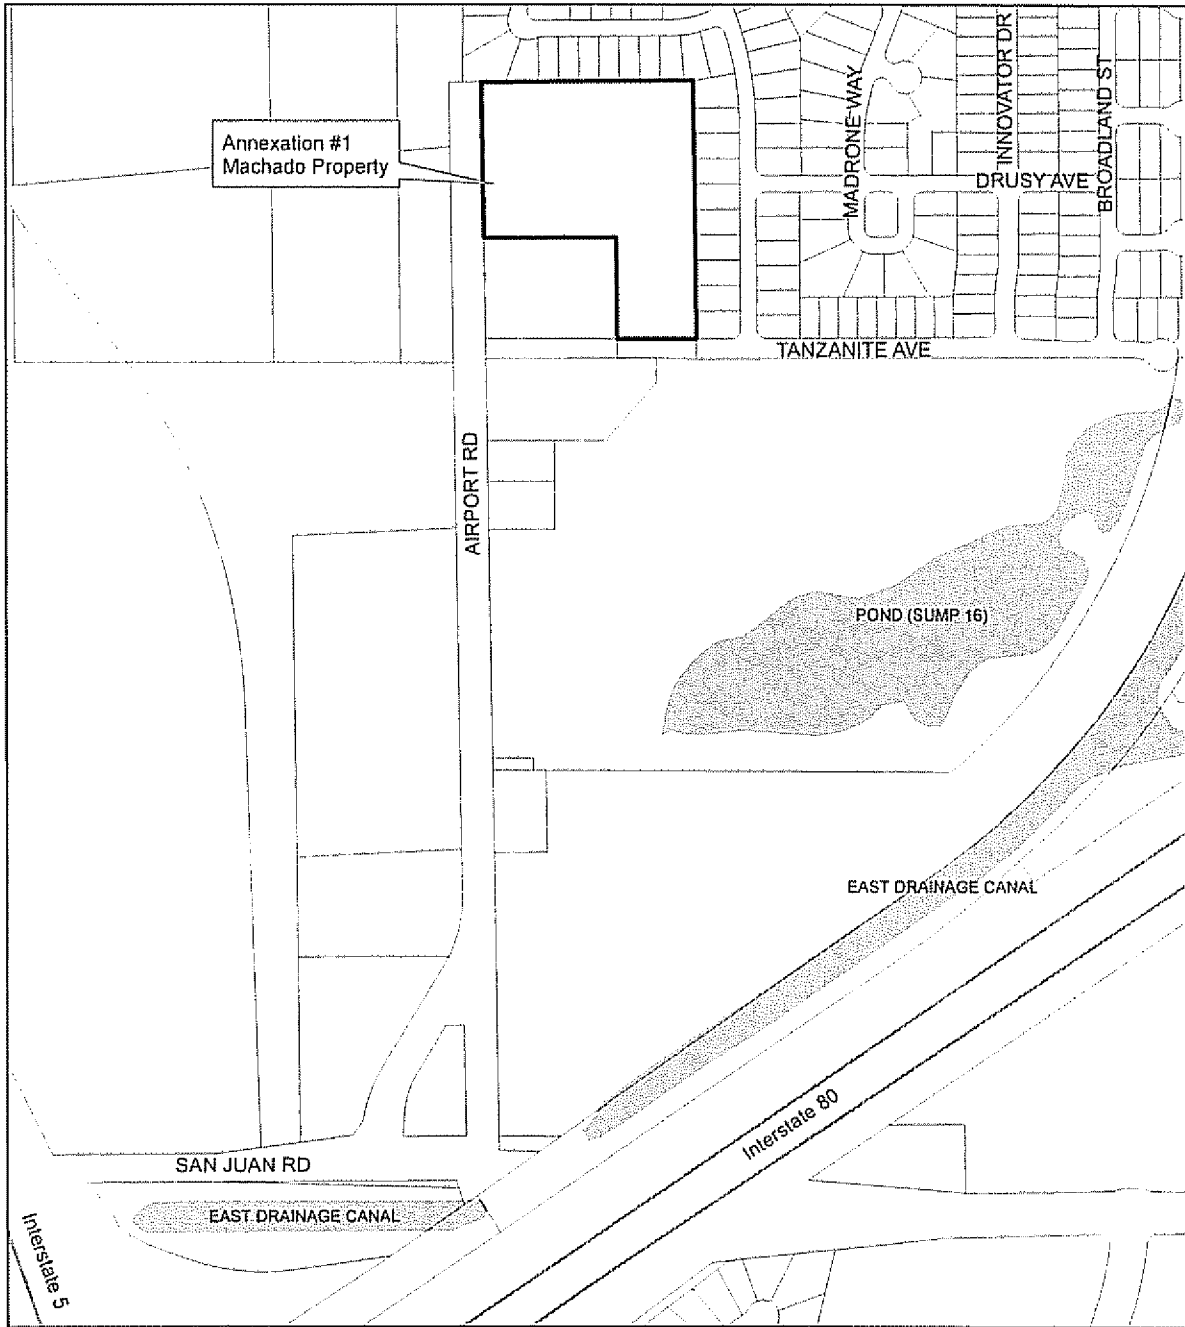 INNOVATOR DR
BROADLAND ST
MADRONE WAY
Annexation #1
Machado Property
DRUSY AVE
TANZANITE AVE
AIRPORT RD
POND (SUMP 16)
EAST DRAINAGE CANAL
Interstate 80
SAN JUAN RD
EAST DRAINAGE CANAL
Interstate 5